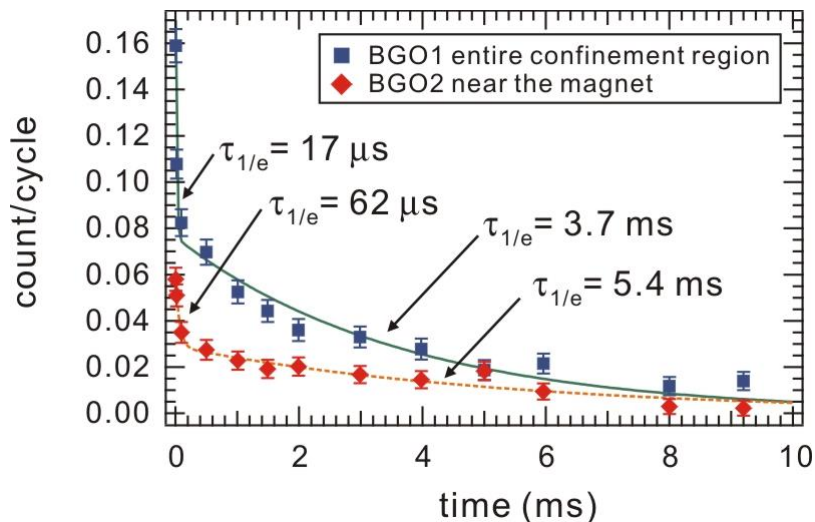 0.16
0.14
0.12
0.10
0.08
0.06
0.04
0.02
0.00
count/cycle
BGO1 entire confinement region
BGO2 near the magnet
τ1/e= 17 μs
τ1/e= 62 μs
τ1/e= 3.7 ms
τ1/e= 5.4 ms
0 2 4 6 8 10
time (ms)